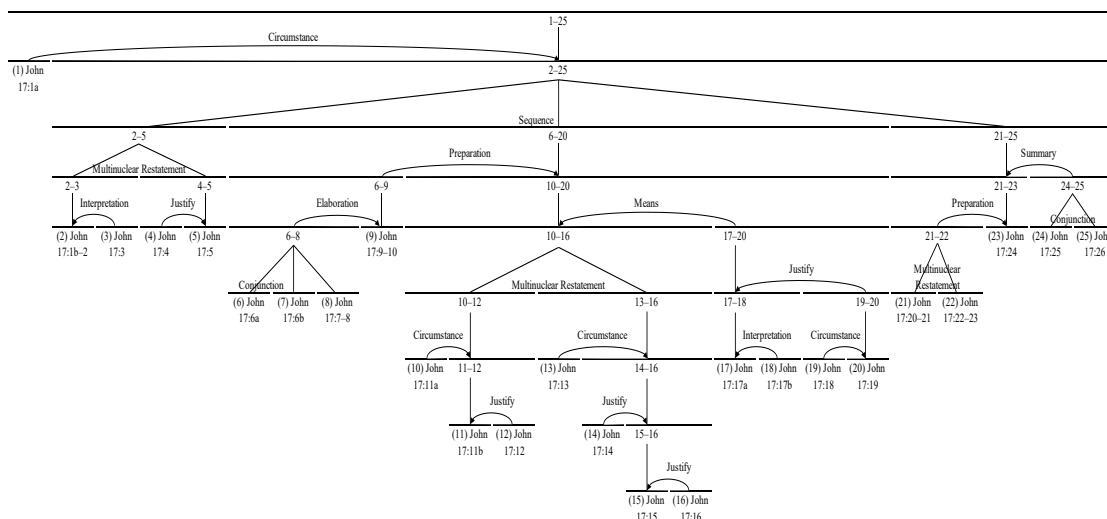 1–25
Circumstance
(1) John
17:1a
2–25
Sequence
2–5
6–20
21–25
Multinuclear Restatement
Preparation
Summary
2–3
4–5
6–9
10–20
21–23
24–25
Interpretation
Justify
Elaboration
Means
Preparation
Conjunction
(2) John
17:1b–2
(3) John
17:3
(4) John
17:4
(5) John
17:5
6–8
(9) John
17:9–10
10–16
17–20
21–22
(23) John
17:24
(24) John
17:25
(25) John
17:26
Conjunction
Multinuclear Restatement
Justify
Multinuclear
Restatement
(6) John
17:6a
(7) John
17:6b
(8) John
17:7–8
10–12
13–16
17–18
19–20
(21) John
17:20–21
(22) John
17:22–23
Circumstance
Circumstance
Interpretation
Circumstance
(10) John
17:11a
11–12
(13) John
17:13
14–16
(17) John
17:17a
(18) John
17:17b
(19) John
17:18
(20) John
17:19
Justify
Justify
(11) John
17:11b
(12) John
17:12
(14) John
17:14
15–16
Justify
(15) John
17:15
(16) John
17:16